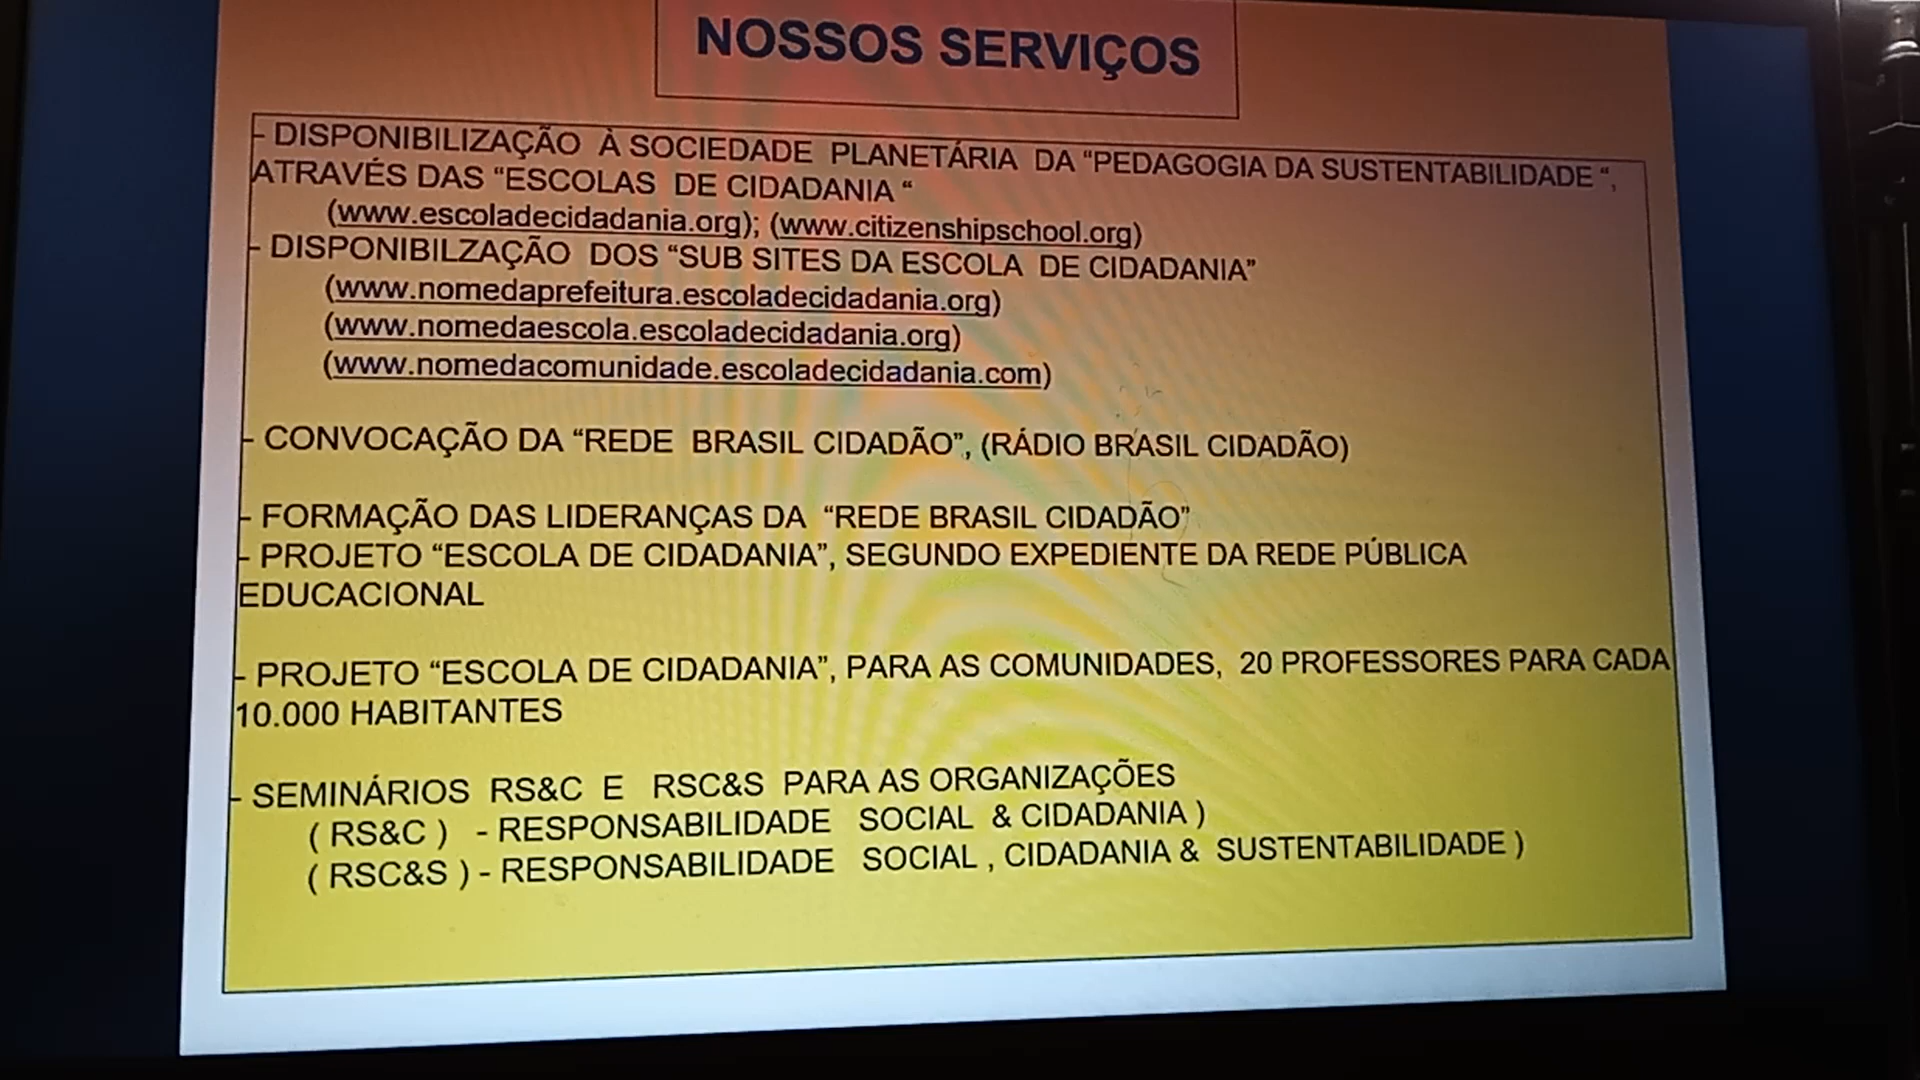 NOSSOS SERVIÇOS
- DISPONIBILIZAÇÃO À SOCIEDADE PLANETÁRIA DA “PEDAGOGIA DA SUSTENTABILIDADE “,
ATRAVÉS DAS “ESCOLAS DE CIDADANIA “
(www.escoladecidadania.org); (www.citizenshipschool.org)
- DISPONIBILZAÇÃO DOS “SUB SITES DA ESCOLA DE CIDADANIA”
(www.nomedaprefeitura.escoladecidadania.org)
(www.nomedaescola.escoladecidadania.org)
(www.nomedacomunidade.escoladecidadania.com)
- CONVOCAÇÃO DA “REDE BRASIL CIDADÃO”, (RÁDIO BRASIL CIDADÃO)
- FORMAÇÃO DAS LIDERANÇAS DA “REDE BRASIL CIDADÃO”
- PROJETO “ESCOLA DE CIDADANIA”, SEGUNDO EXPEDIENTE DA REDE PÚBLICA
EDUCACIONAL
- PROJETO “ESCOLA DE CIDADANIA”, PARA AS COMUNIDADES, 20 PROFESSORES PARA CADA
10.000 HABITANTES
- SEMINÁRIOS RS&C E RSC&S PARA AS ORGANIZAÇÕES
( RS&C ) - RESPONSABILIDADE SOCIAL & CIDADANIA )
( RSC&S ) - RESPONSABILIDADE SOCIAL , CIDADANIA & SUSTENTABILIDADE )